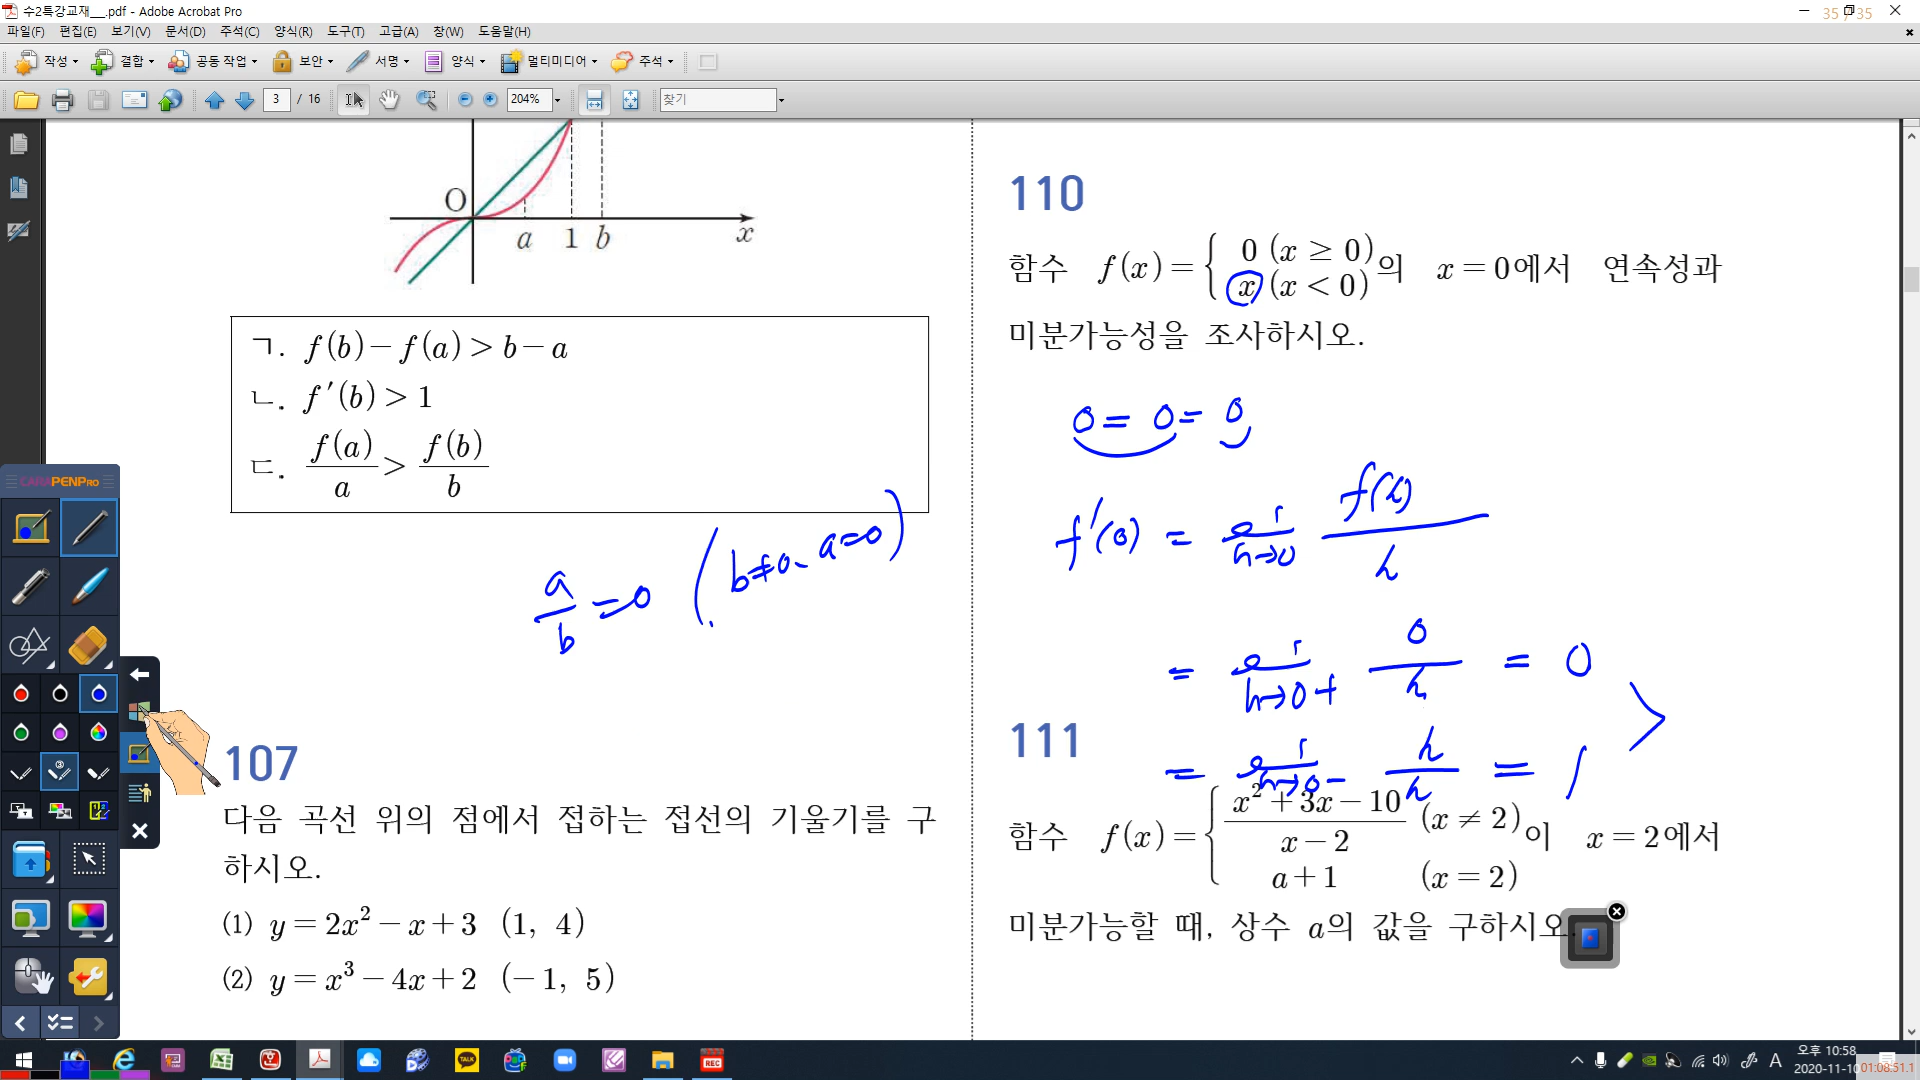 수2특강교재__.pdf - Adobe Acrobat Pro
35 / 35
파일(F) 편집(E) 보기(V) 문서(D) 주석(C) 양식(R) 도구(T) 고급(A) 창(W) 도움말(H)
작성 결합 공동 작업 보안 서명 양식 멀티미디어 주석
3 / 16 204% 찾기
O
a 1 b x
ㄱ. f(b)-f(a)>b-a
ㄴ. f′(b)>1
ㄷ. f(a)/a > f(b)/b
a/b =0 (b≠0, a=0)
107
다음 곡선 위의 점에서 접하는 접선의 기울기를 구
하시오.
(1) y=2x²-x+3 (1, 4)
(2) y=x³-4x+2 (-1, 5)
110
함수 f(x)={ 0 (x≥0) x (x<0) 의 x=0에서 연속성과
미분가능성을 조사하시오.
0 = 0 = 0
f′(0) = lim h→0 f(h)/h
= lim h→0+ 0/h = 0
= lim h→0- h/h = 1
111
함수 f(x)={ (x²+3x-10)/(x-2) (x≠2) a+1 (x=2) 이 x=2에서
미분가능할 때, 상수 a의 값을 구하시오.
CARAPENPRO
TALK
REC
A
오후 10:58
2020-11-10
01:08:51.1